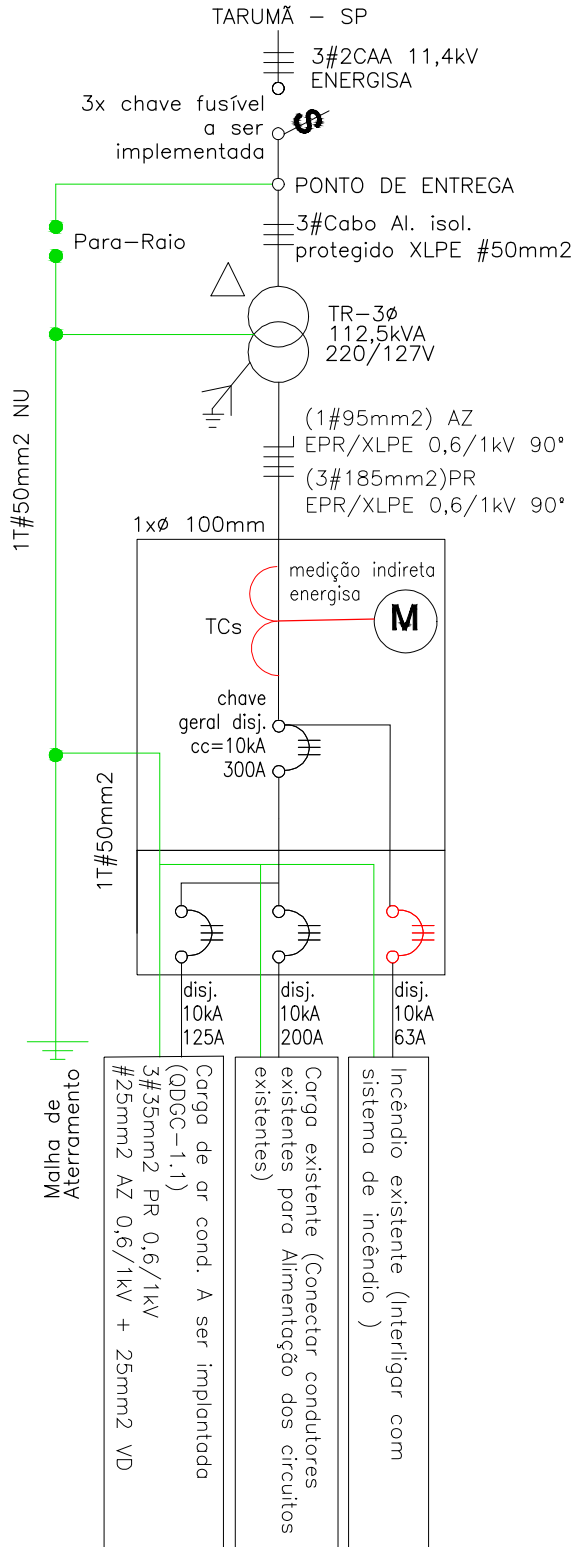 TARUMÃ - SP
3#2CAA 11,4kV
ENERGISA
3x chave fusível
a ser
implementada
S
PONTO DE ENTREGA
3#Cabo Al. isol.
protegido XLPE #50mm2
Para-Raio
TR-3ø
112,5kVA
220/127V
1T#50mm2 NU
(1#95mm2) AZ
EPR/XLPE 0,6/1kV 90°
(3#185mm2)PR
EPR/XLPE 0,6/1kV 90°
1xø 100mm
medição indireta
energisa
TCs
M
chave
geral disj.
cc=10kA
300A
1T#50mm2
disj.
10kA
125A
disj.
10kA
200A
disj.
10kA
63A
Malha de
Aterramento
Carga de ar cond. A ser implantada
(QDGC-1.1)
3#35mm2 PR 0,6/1kV
#25mm2 AZ 0,6/1kV + 25mm2 VD
Carga existente (Conectar condutores
existentes para Alimentação dos circuitos
existentes)
Incêndio existente (Interligar com
sistema de incêndio )